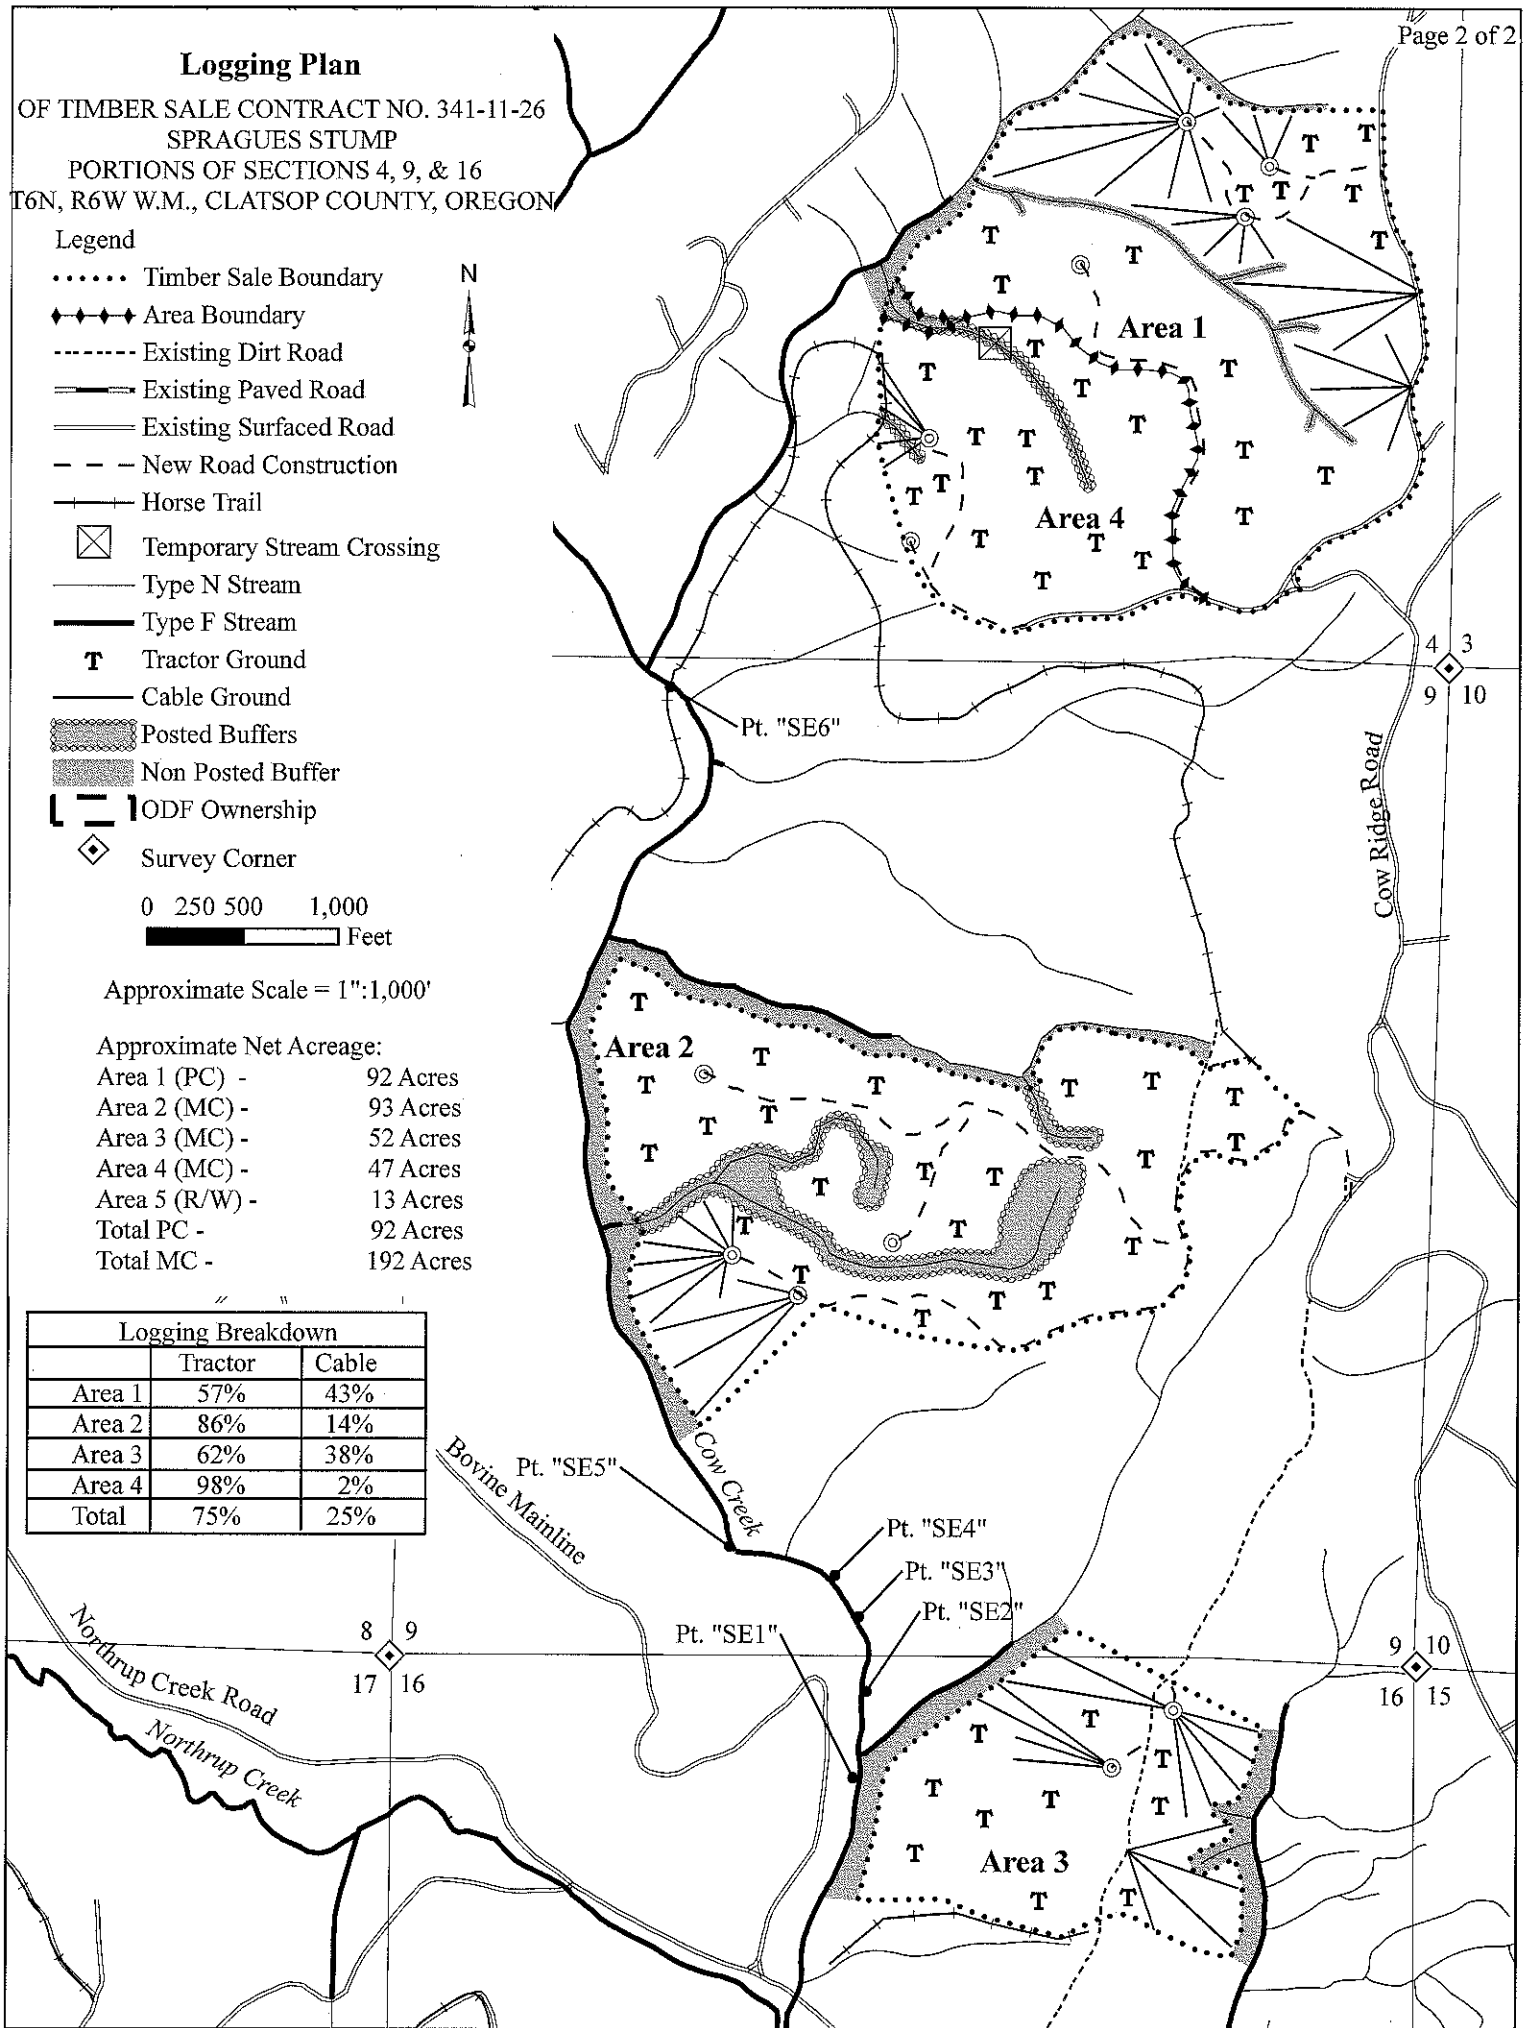 Page 2 of 2
Logging Plan
OF TIMBER SALE CONTRACT NO. 341-11-26
SPRAGUES STUMP
PORTIONS OF SECTIONS 4, 9, & 16
T6N, R6W W.M., CLATSOP COUNTY, OREGON
Legend
Timber Sale Boundary
Area Boundary
Existing Dirt Road
Existing Paved Road
Existing Surfaced Road
New Road Construction
Horse Trail
Temporary Stream Crossing
Type N Stream
Type F Stream
T Tractor Ground
Cable Ground
Posted Buffers
Non Posted Buffer
ODF Ownership
Survey Corner
N
0 250 500 1,000
Feet
Approximate Scale = 1":1,000'
Approximate Net Acreage:
Area 1 (PC) - 92 Acres
Area 2 (MC) - 93 Acres
Area 3 (MC) - 52 Acres
Area 4 (MC) - 47 Acres
Area 5 (R/W) - 13 Acres
Total PC - 92 Acres
Total MC - 192 Acres
Logging Breakdown
Tractor Cable
Area 1 57% 43%
Area 2 86% 14%
Area 3 62% 38%
Area 4 98% 2%
Total 75% 25%
Area 1
Area 4
4 3
9 10
Pt. "SE6"
Cow Ridge Road
Area 2
Cow Creek
Bovine Mainline
Pt. "SE5"
Pt. "SE4"
Pt. "SE3"
Pt. "SE2"
Pt. "SE1"
8 9
17 16
9 10
16 15
Northrup Creek Road
Northrup Creek
Area 3